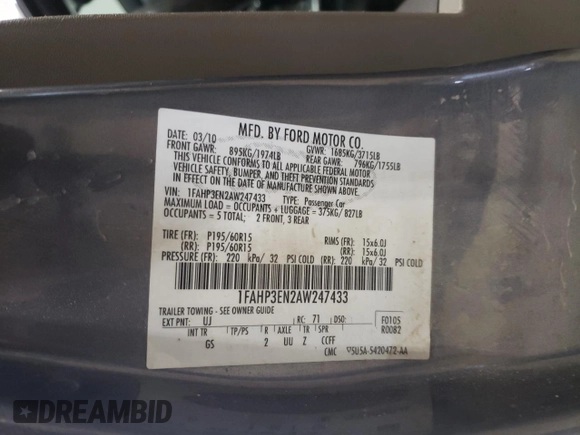 MFD. BY FORD MOTOR CO.
DATE: 03/10 GVWR: 1685KG/3715LB
FRONT GAWR: 895KG/1974LB REAR GAWR: 796KG/1755LB
THIS VEHICLE CONFORMS TO ALL APPLICABLE FEDERAL MOTOR
VEHICLE SAFETY, BUMPER, AND THEFT PREVENTION STANDARDS
IN EFFECT ON THE DATE OF MANUFACTURE SHOWN ABOVE.
VIN: 1FAHP3EN2AW247433 TYPE: Passenger Car
MAXIMUM LOAD = OCCUPANTS + LUGGAGE = 375KG/827LB
OCCUPANTS = 5 TOTAL; 2 FRONT, 3 REAR
TIRE (FR): P195/60R15 RIMS (FR): 15x6.0J
(RR): P195/60R15 (RR): 15x6.0J
PRESSURE (FR): 220 kPa/ 32 PSI COLD (RR): 220 kPa/ 32 PSI COLD
1FAHP3EN2AW247433
TRAILER TOWING - SEE OWNER GUIDE
EXT PNT: UJ RC: 71 DSO: F0105
INT TR TP/PS R AXLE TR SPR R0082
GS 2 UU Z CCFF
CMC 5U5A-5420472-AA
DREAMBID